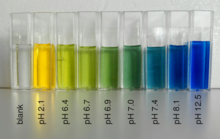 blank
pH 2.1
pH 6.4
pH 6.7
pH 6.9
pH 7.0
pH 7.4
pH 8.1
pH 12.5